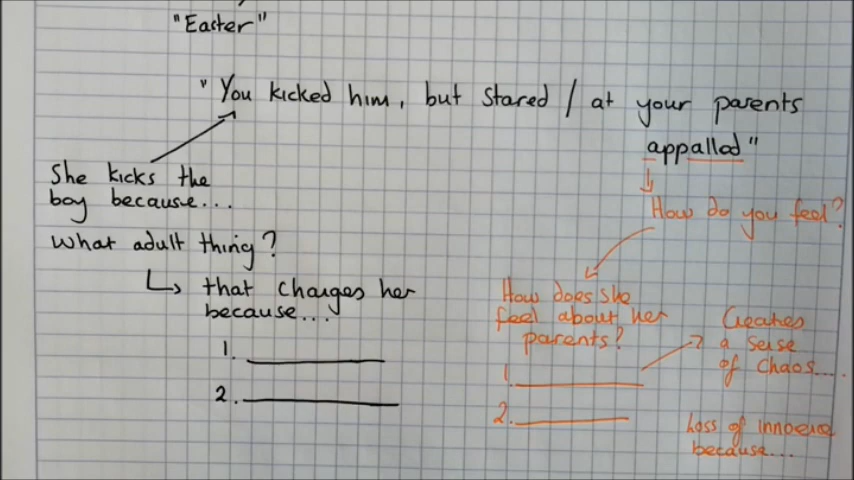 "Easter"
"You kicked him, but stared / at your parents
appalled"
She kicks the
boy because...
What adult thing?
that changes her
because....
1.
2.
How do you feel?
How does she
feel about her
parents?
1.
2.
Creates
a sense
of chaos....
Loss of innocence
because....